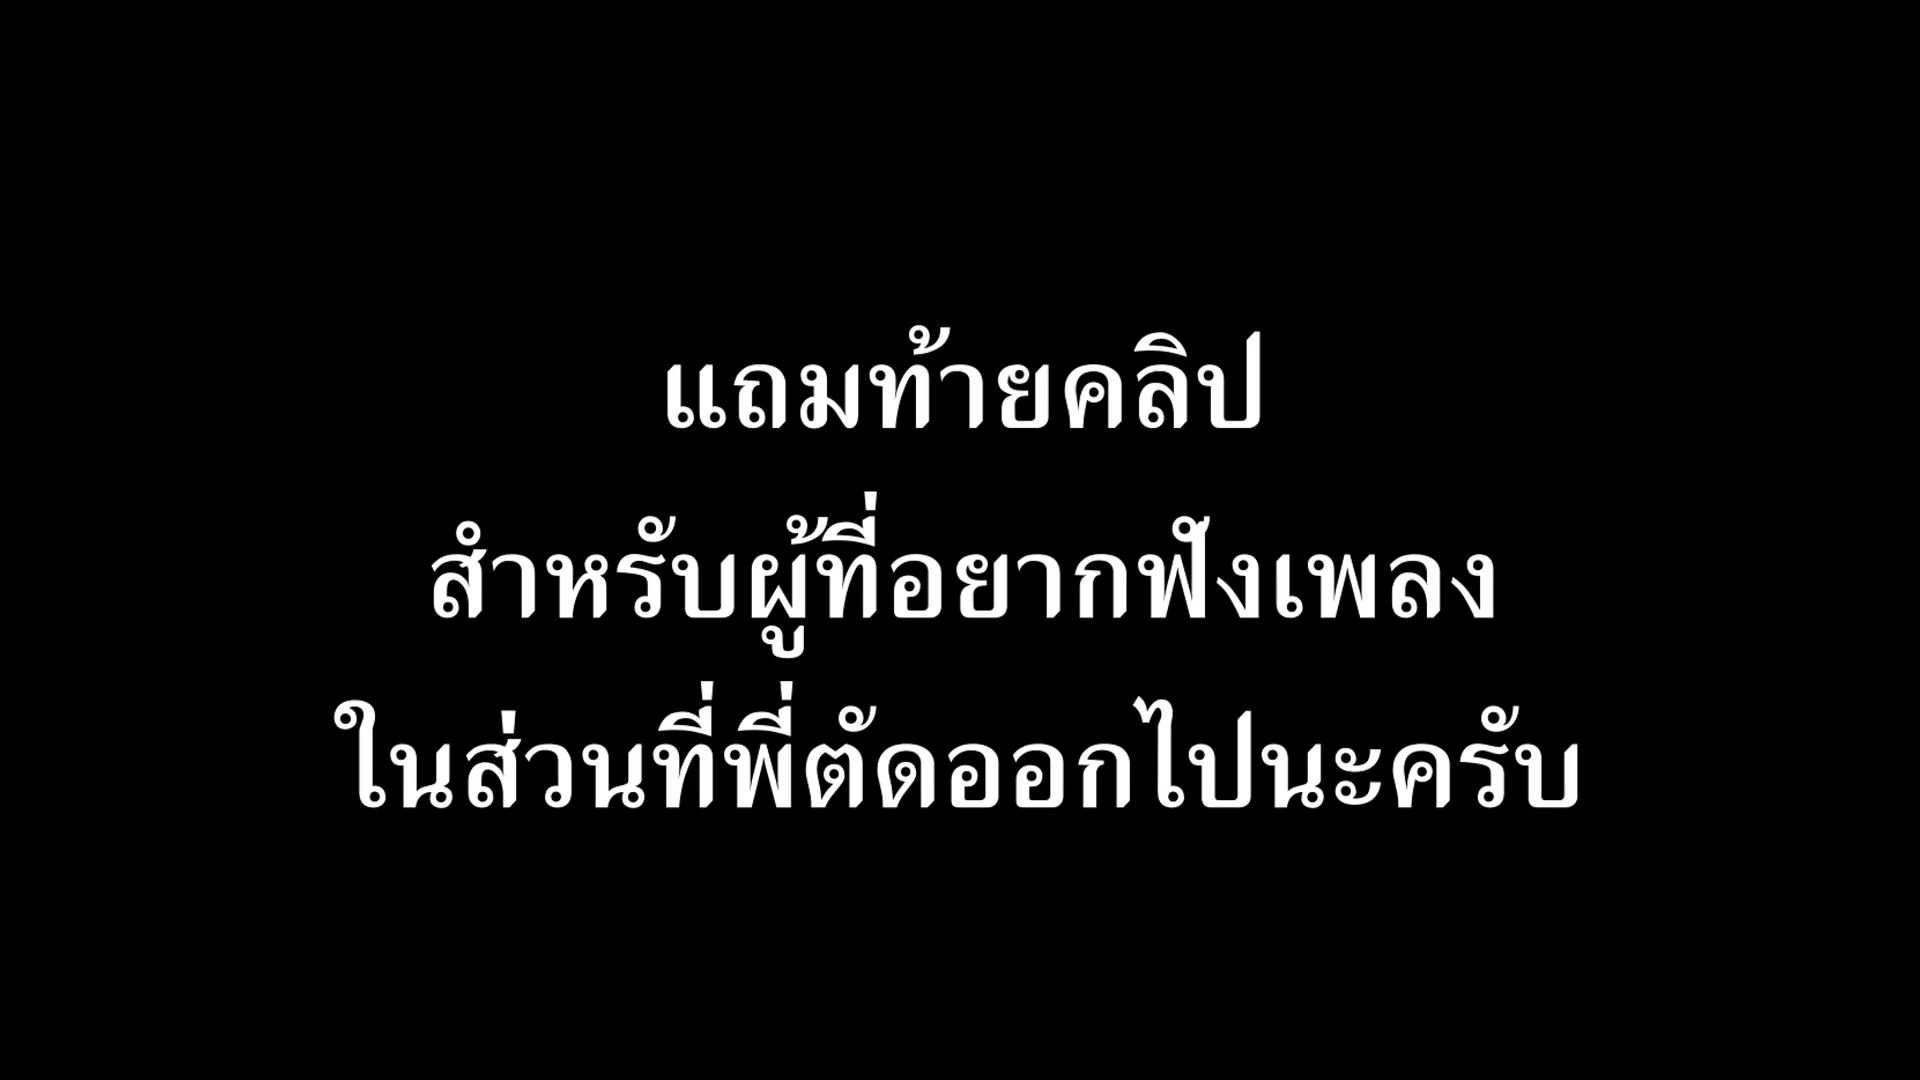 แถมท้ายคลิป
สำหรับผู้ที่อยากฟังเพลง
ในส่วนที่พี่ตัดออกไปนะครับ